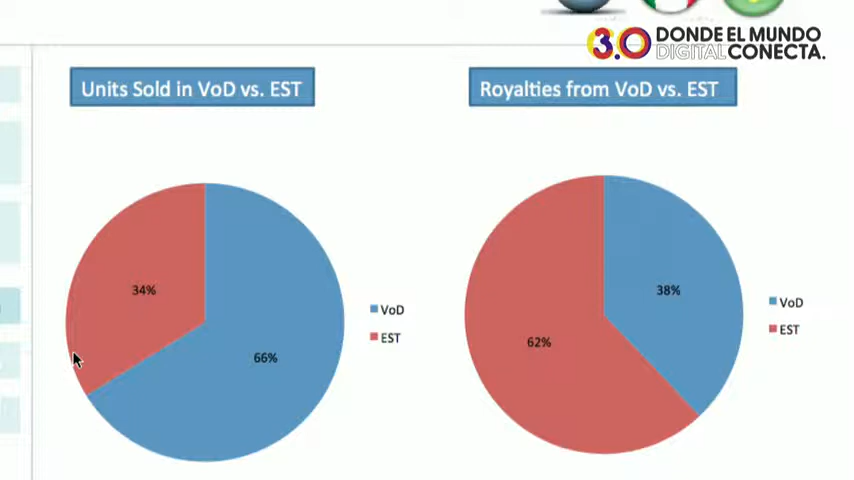 3.0 DONDE EL MUNDO
DIGITAL CONECTA.
Units Sold in VoD vs. EST
Royalties from VoD vs. EST
34%
66%
VoD
EST
38%
62%
VoD
EST